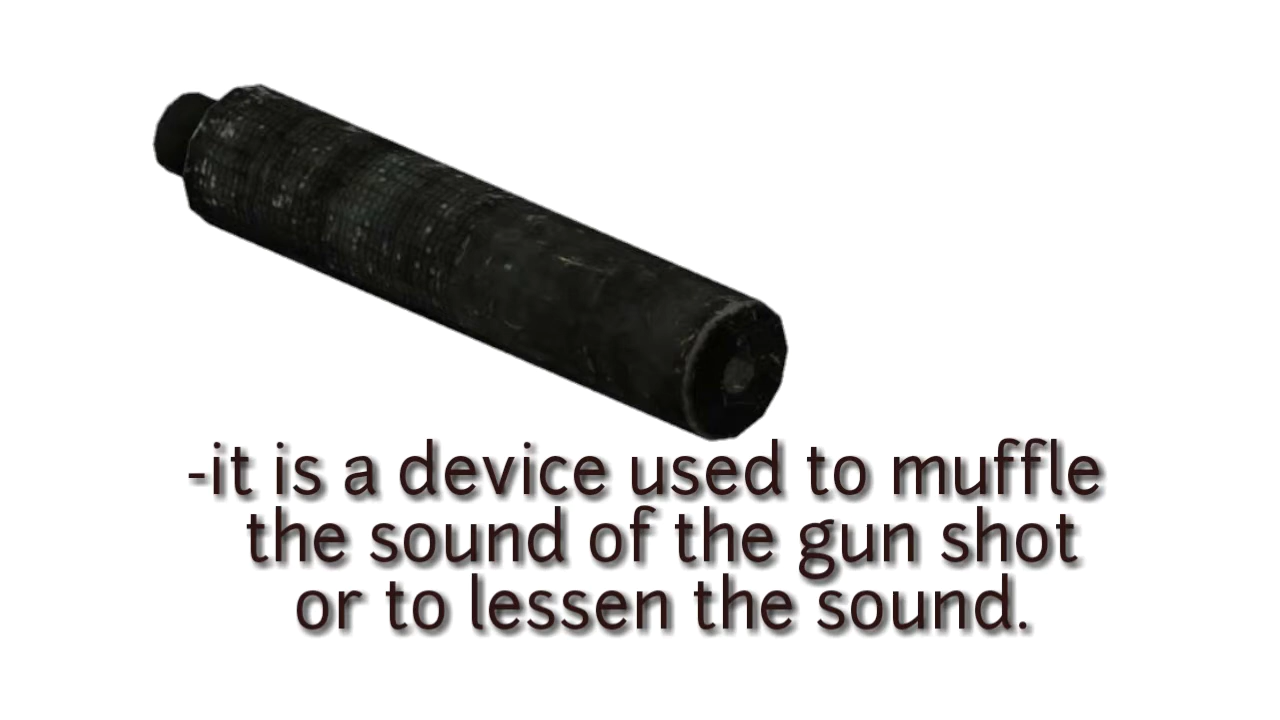 -it is a device used to muffle
the sound of the gun shot
or to lessen the sound.